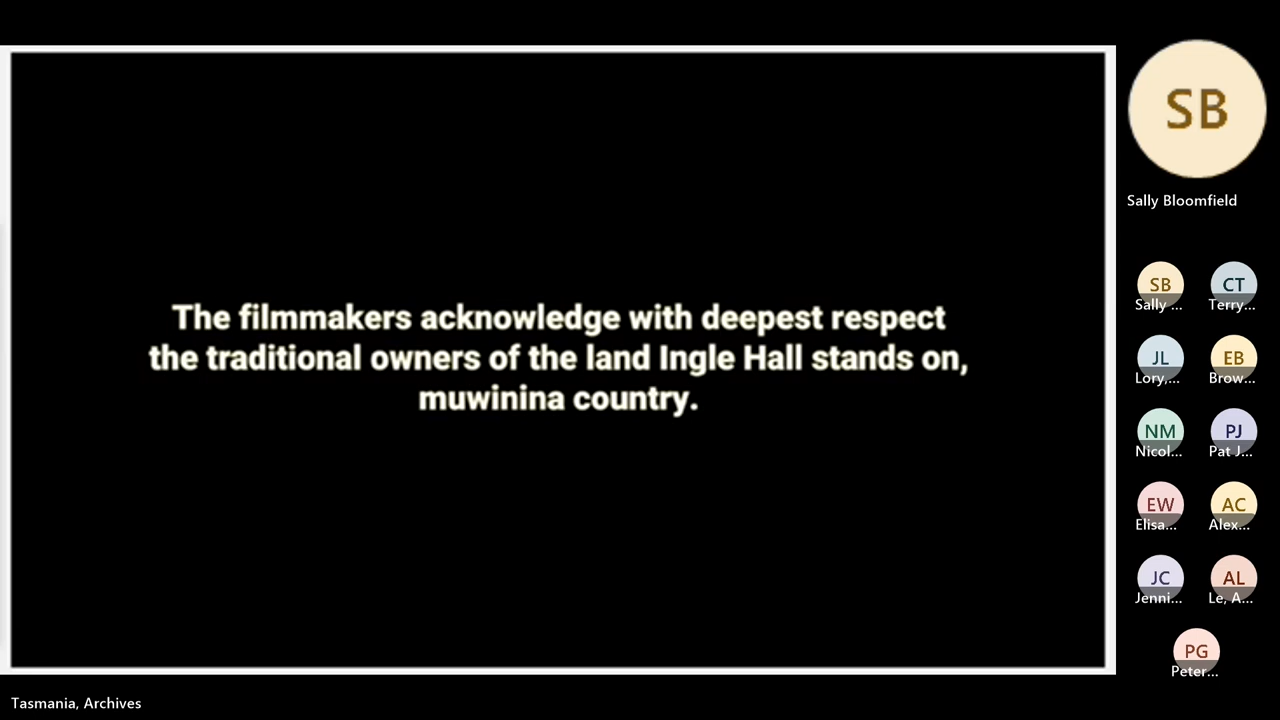 The filmmakers acknowledge with deepest respect
the traditional owners of the land Ingle Hall stands on,
muwinina country.
SB
Sally Bloomfield
SB CT
Sally ... Terry...
JL EB
Lory,... Brow...
NM PJ
Nicol... Pat J...
EW AC
Elisa... Alex...
JC AL
Jenni... Le, A...
PG
Peter...
Tasmania, Archives